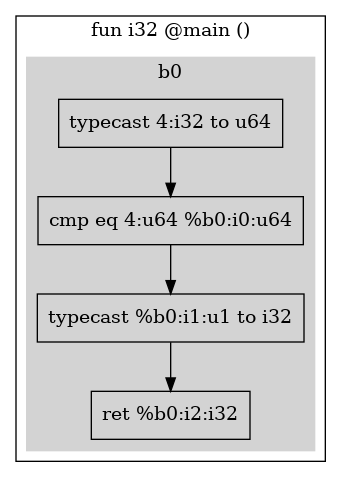 fun i32 @main ()
b0
typecast 4:i32 to u64
cmp eq 4:u64 %b0:i0:u64
typecast %b0:i1:u1 to i32
ret %b0:i2:i32